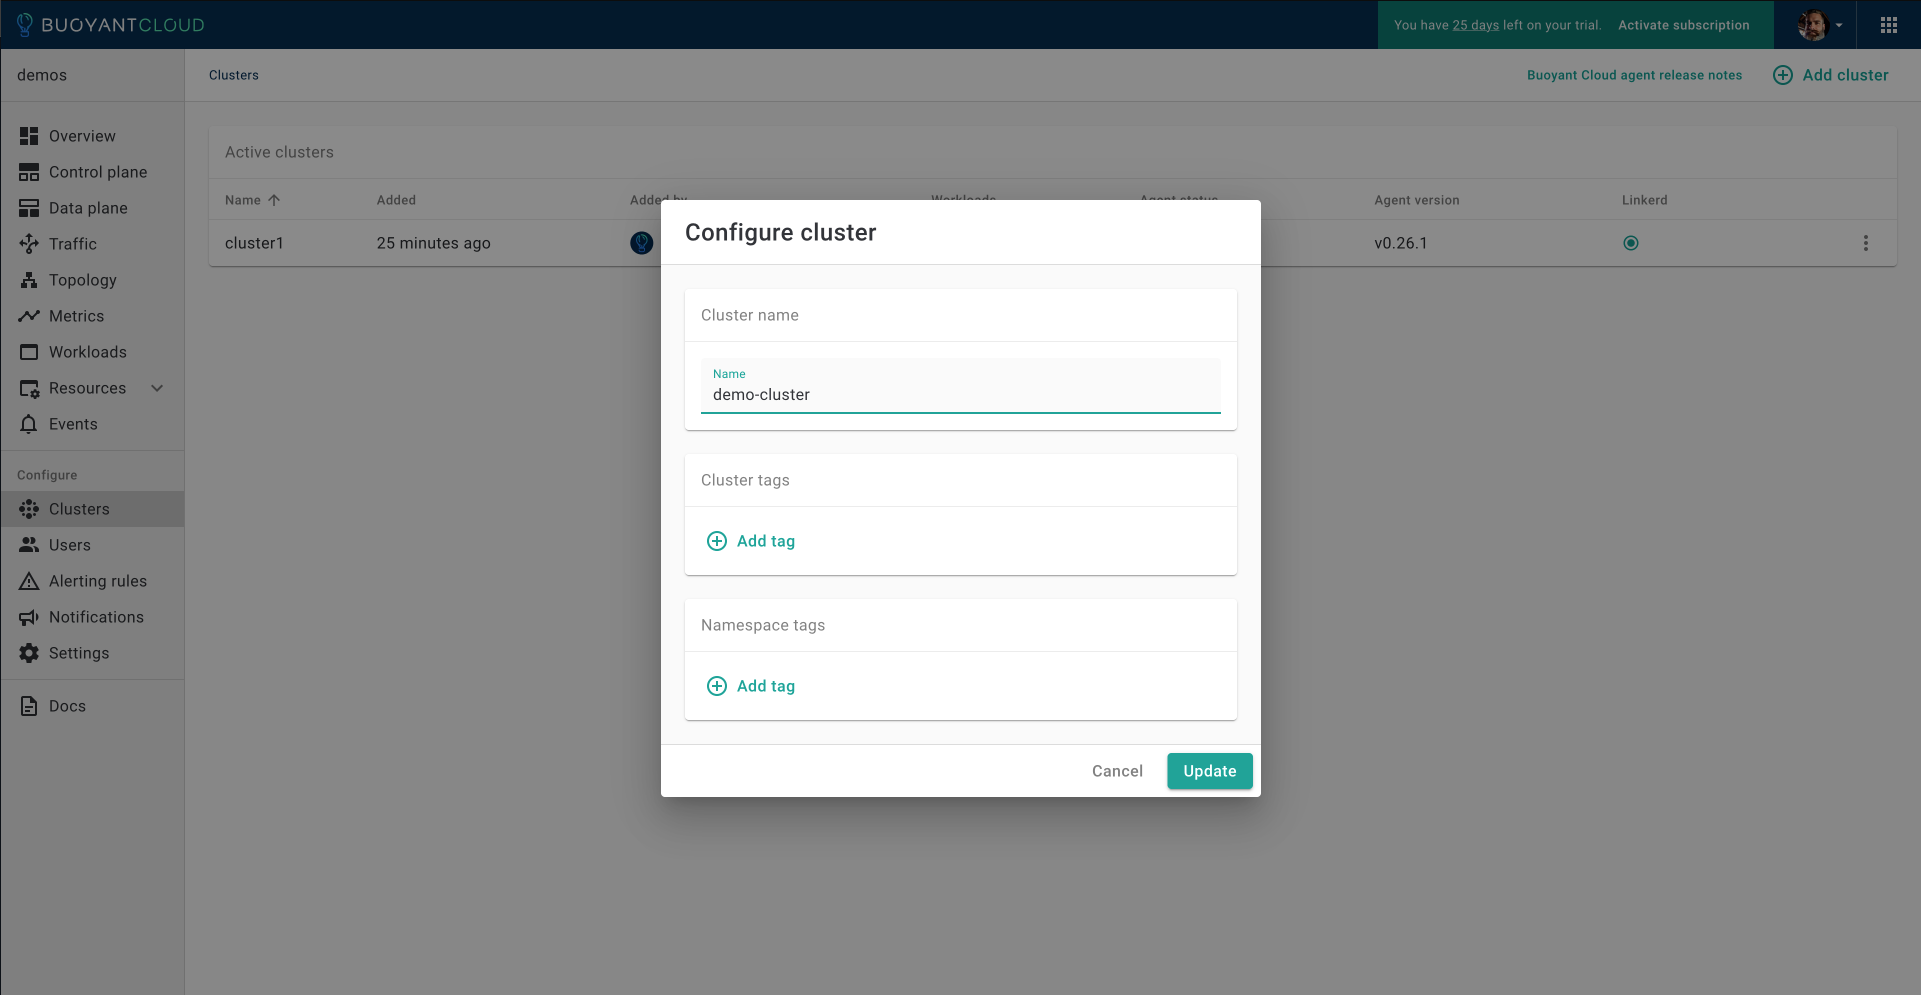 BUOYANTCLOUD
You have 25 days left on your trial. Activate subscription
demos
Clusters
Buoyant Cloud agent release notes
Add cluster
Overview
Control plane
Data plane
Traffic
Topology
Metrics
Workloads
Resources
Events
Configure
Clusters
Users
Alerting rules
Notifications
Settings
Docs
Active clusters
Name Added Added by Workloads Agent status Agent version Linkerd
cluster1 25 minutes ago v0.26.1
Configure cluster
Cluster name
Name
demo-cluster
Cluster tags
Add tag
Namespace tags
Add tag
Cancel Update